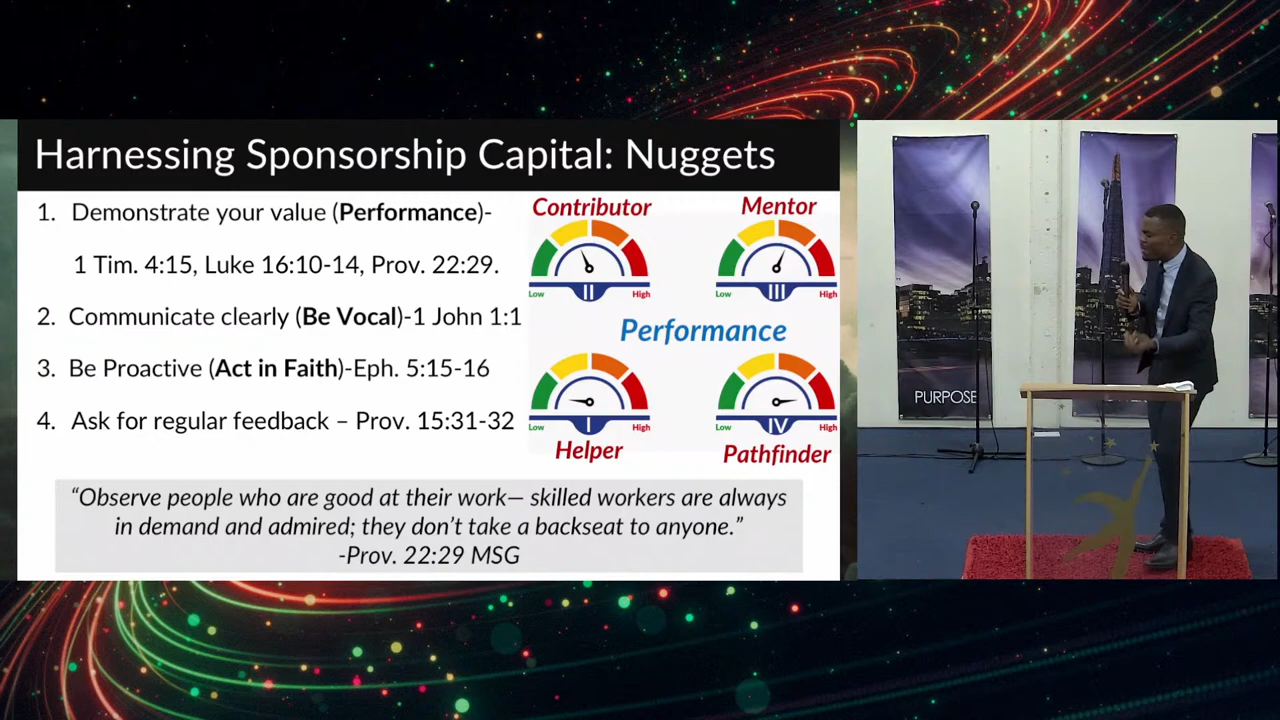 Harnessing Sponsorship Capital: Nuggets
1. Demonstrate your value (Performance)-
1 Tim. 4:15, Luke 16:10-14, Prov. 22:29.
2. Communicate clearly (Be Vocal)-1 John 1:1
3. Be Proactive (Act in Faith)-Eph. 5:15-16
4. Ask for regular feedback – Prov. 15:31-32
Contributor
Low
II
High
Mentor
Low
III
High
Performance
Low
I
High
Helper
Low
IV
High
Pathfinder
“Observe people who are good at their work— skilled workers are always
in demand and admired; they don’t take a backseat to anyone.”
-Prov. 22:29 MSG
PURPOSE